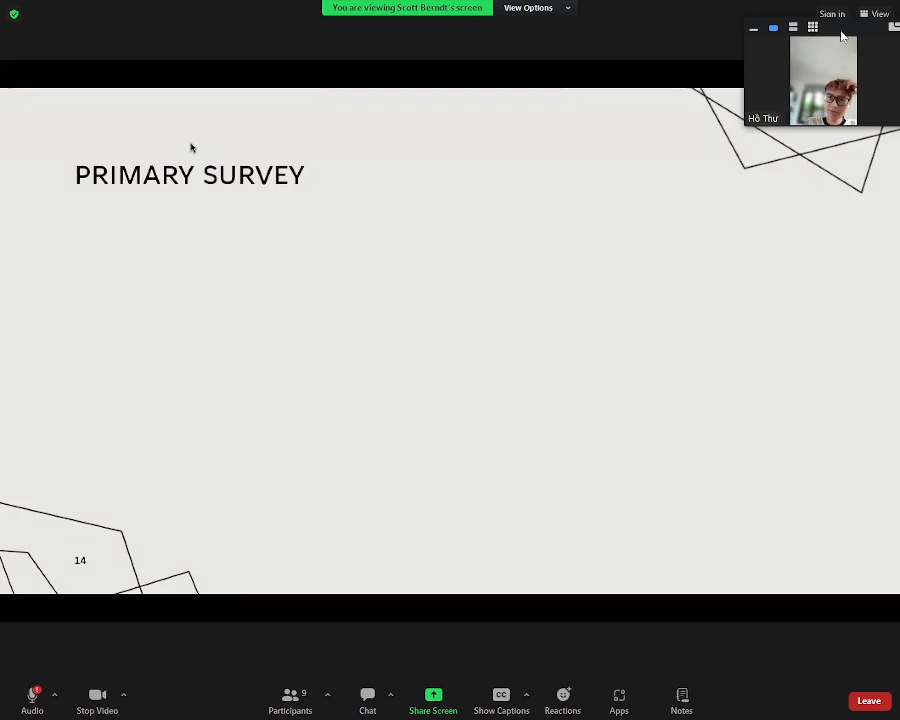 You are viewing Scott Berndt's screen
View Options
Sign in
View
Hồ Thư
PRIMARY SURVEY
14
Audio
Stop Video
9
Participants
Chat
Share Screen
CC
Show Captions
Reactions
Apps
Notes
Leave